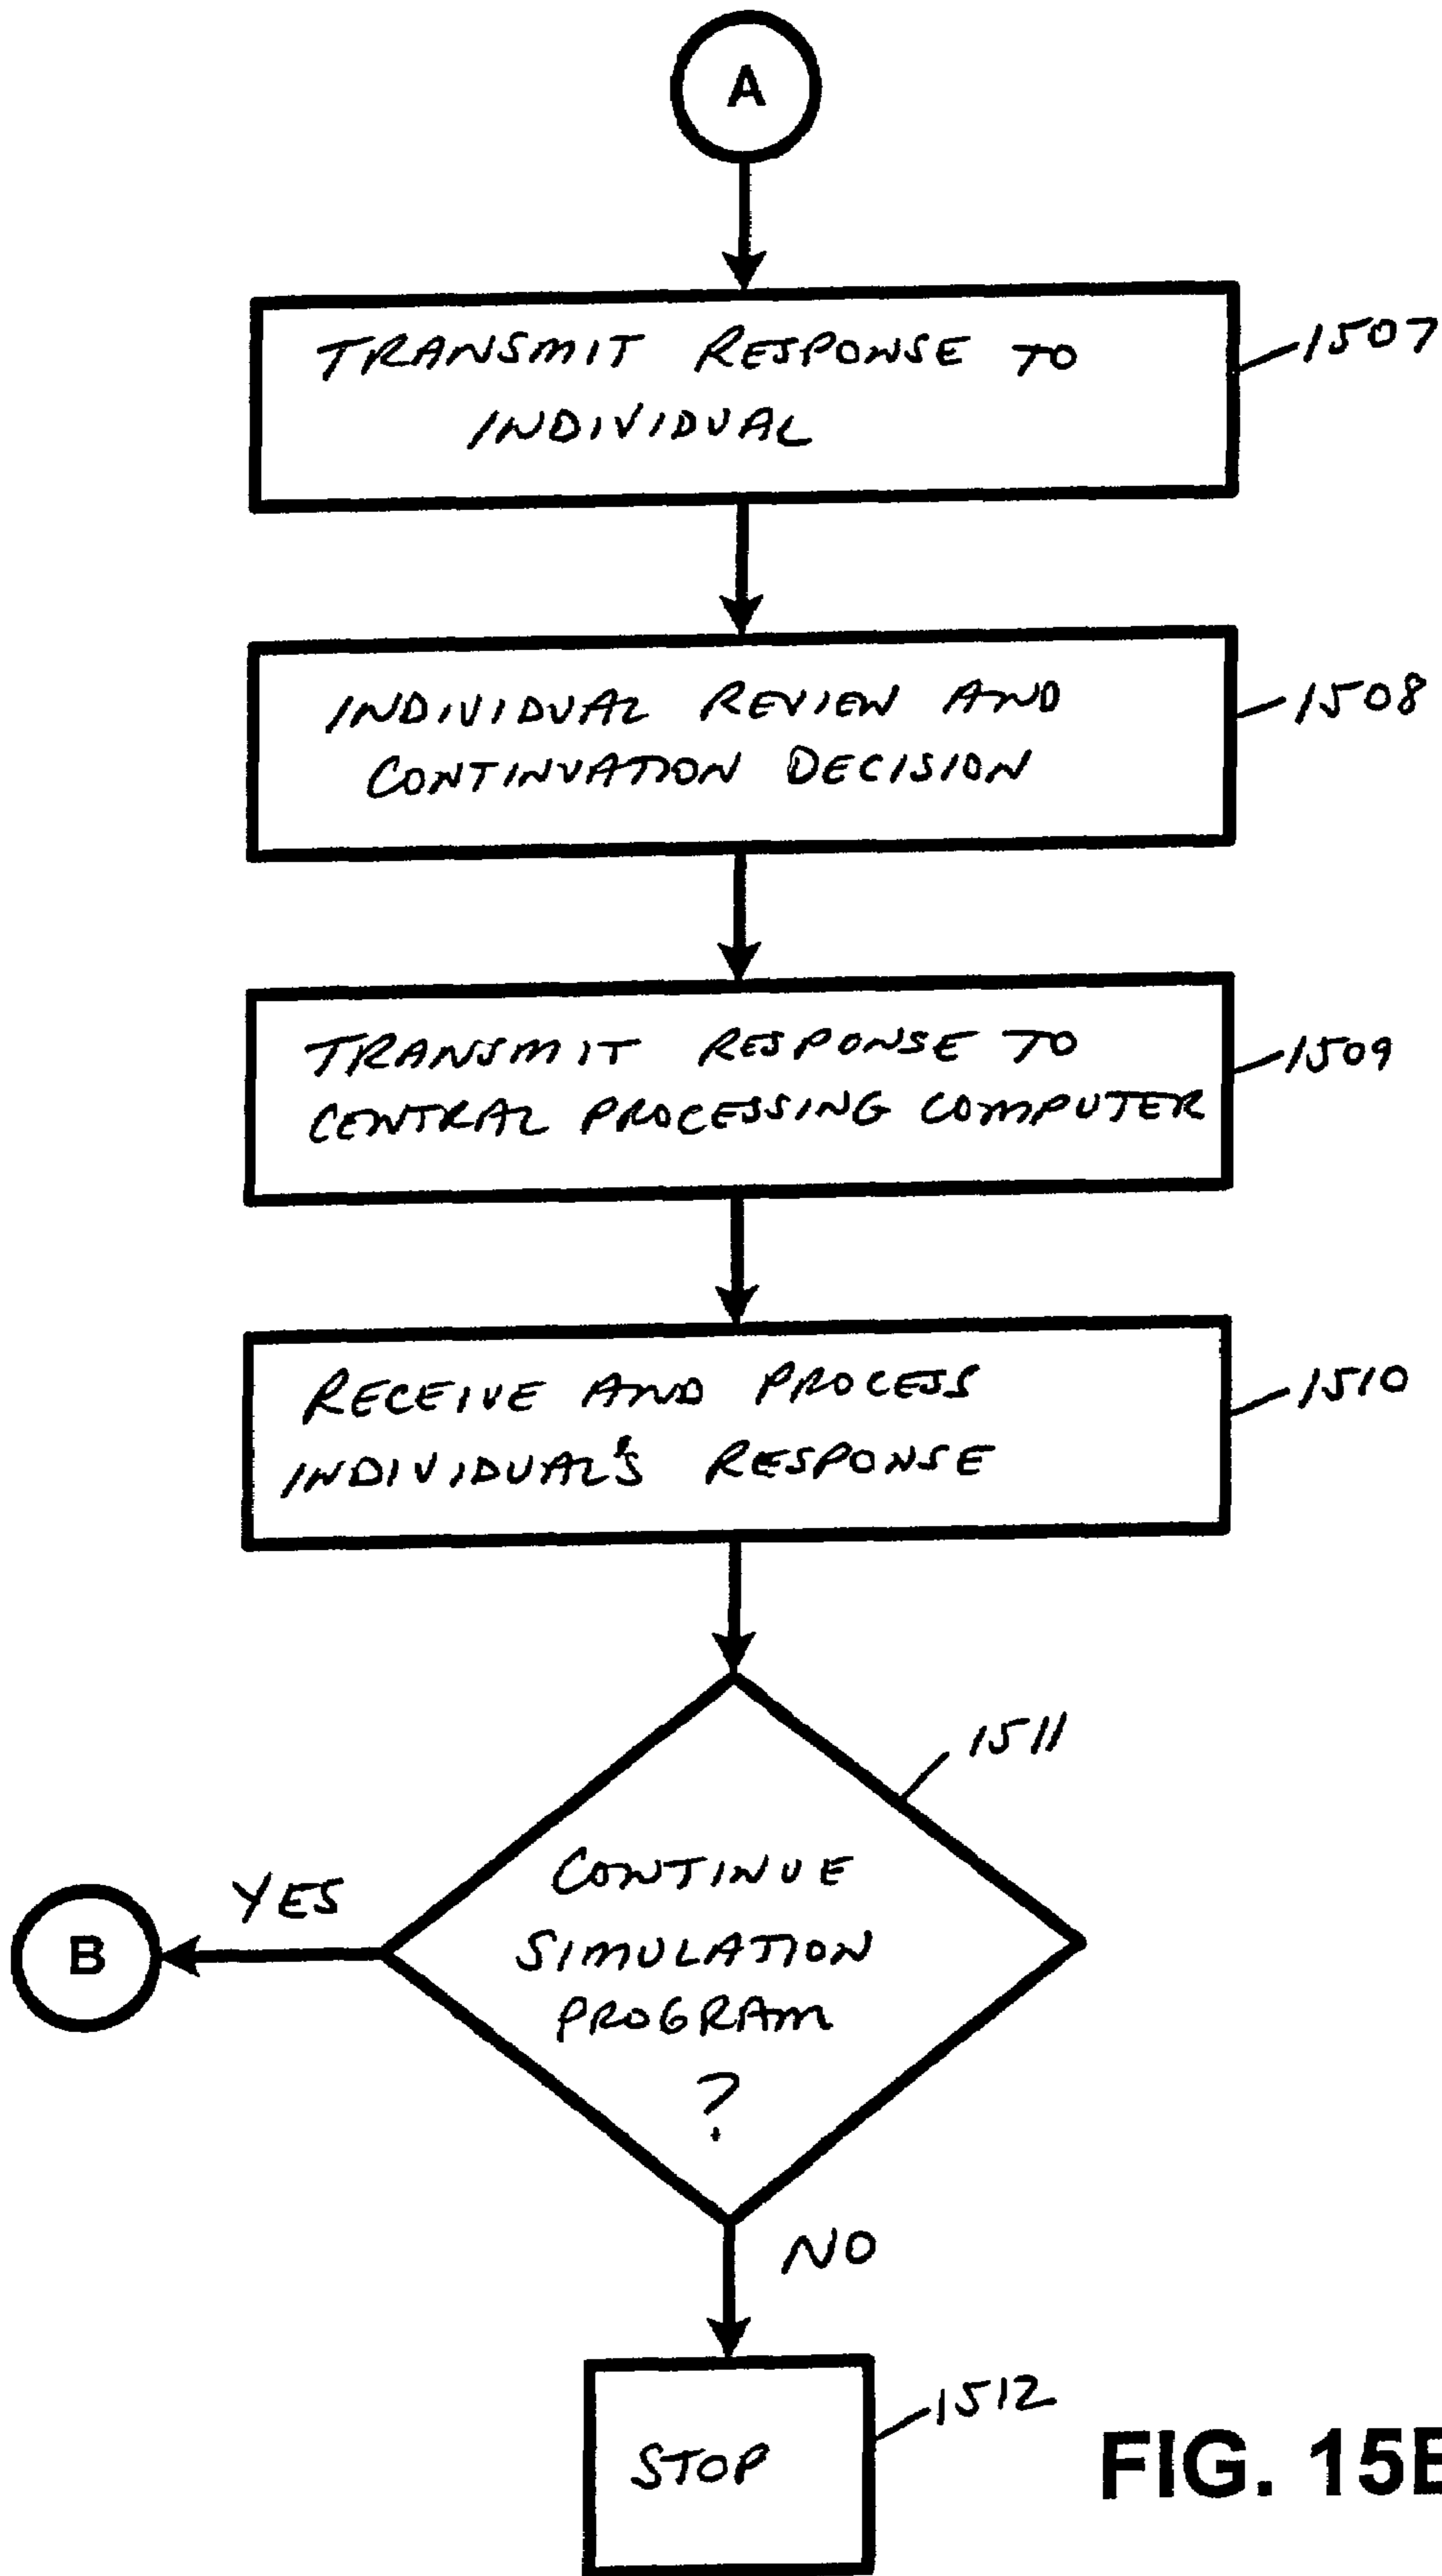 A
TRANSMIT RESPONSE TO
INDIVIDUAL
1507
INDIVIDUAL REVIEW AND
CONTINUATION DECISION
1508
TRANSMIT RESPONSE TO
CENTRAL PROCESSING COMPUTER
1509
RECEIVE AND PROCESS
INDIVIDUAL'S RESPONSE
1510
1511
CONTINUE
SIMULATION
PROGRAM
?
YES
B
NO
STOP
1512
FIG. 15B